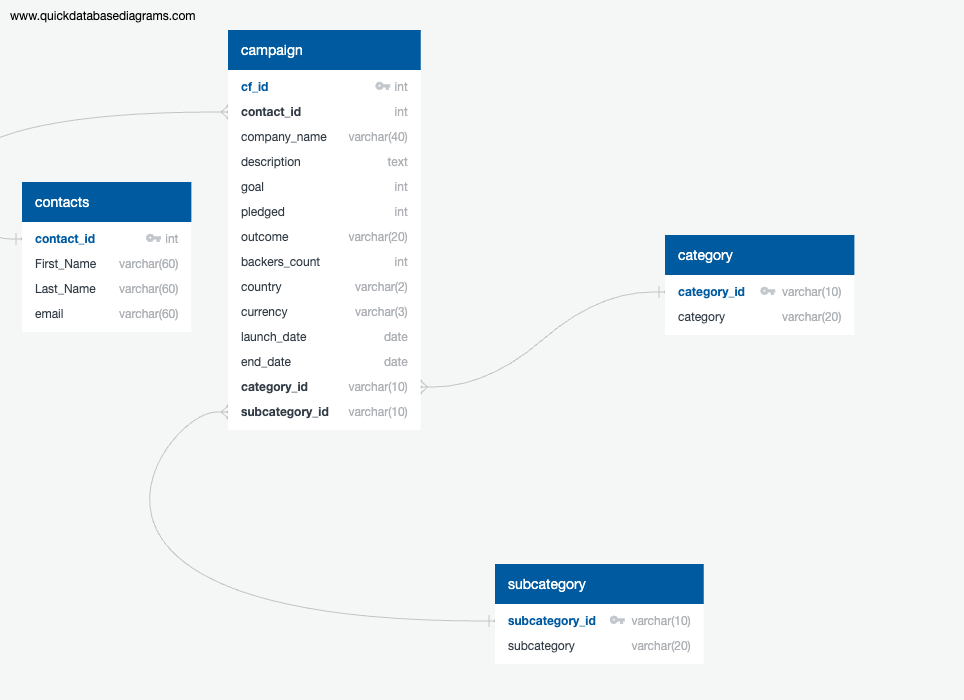 www.quickdatabasediagrams.com
campaign
cf_id int
contact_id int
company_name varchar(40)
description text
goal int
pledged int
outcome varchar(20)
backers_count int
country varchar(2)
currency varchar(3)
launch_date date
end_date date
category_id varchar(10)
subcategory_id varchar(10)
contacts
contact_id int
First_Name varchar(60)
Last_Name varchar(60)
email varchar(60)
category
category_id varchar(10)
category varchar(20)
subcategory
subcategory_id varchar(10)
subcategory varchar(20)